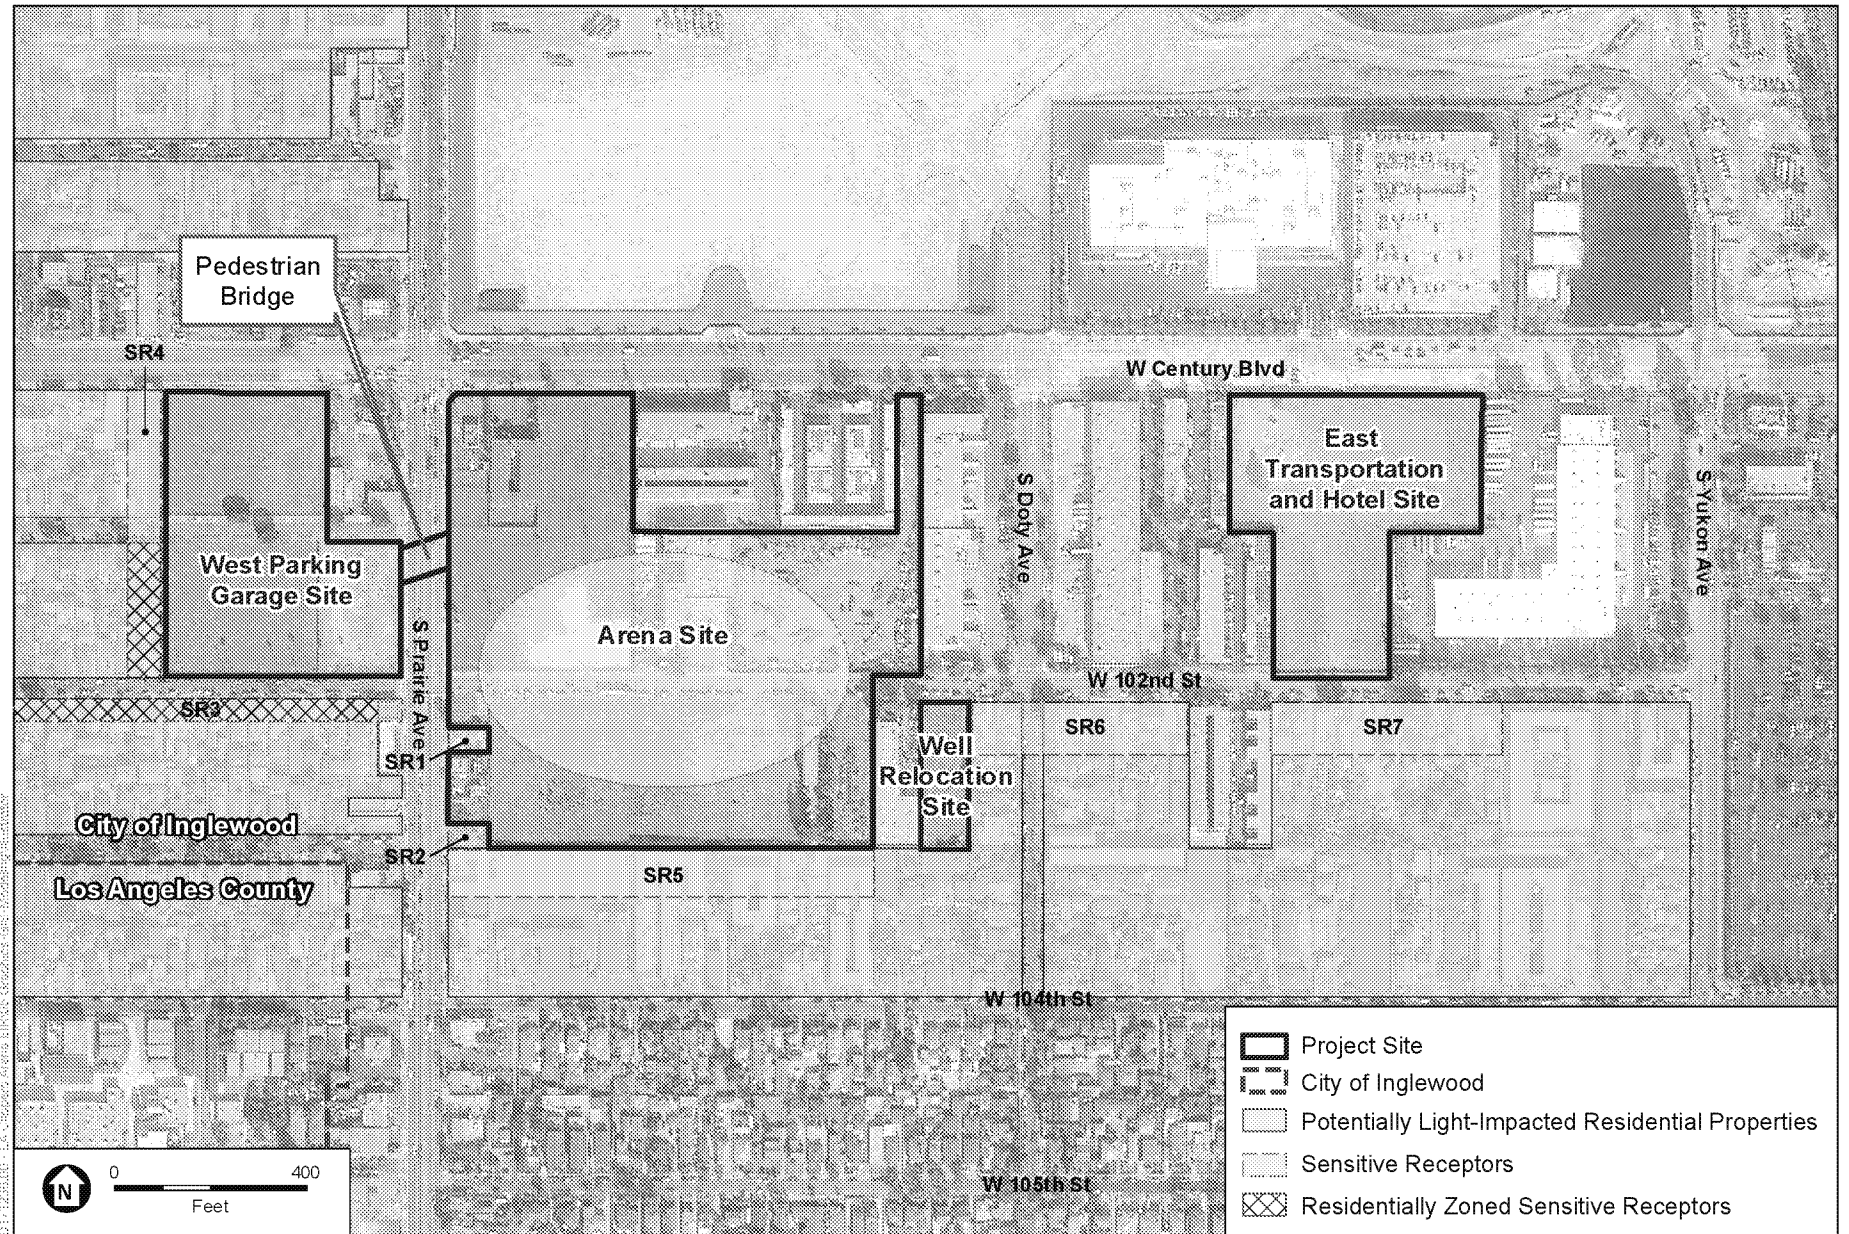 Pedestrian
Bridge
SR4
W Century Blvd
East
Transportation
and Hotel Site
S Doty Ave
S Yukon Ave
West Parking
Garage Site
Arena Site
S Prairie Ave
W 102nd St
SR3
SR6
SR7
SR1
Well
Relocation
Site
City of Inglewood
SR2
SR5
Los Angeles County
W 104th St
W 105th St
Project Site
City of Inglewood
Potentially Light-Impacted Residential Properties
Sensitive Receptors
Residentially Zoned Sensitive Receptors
N
0 400
Feet